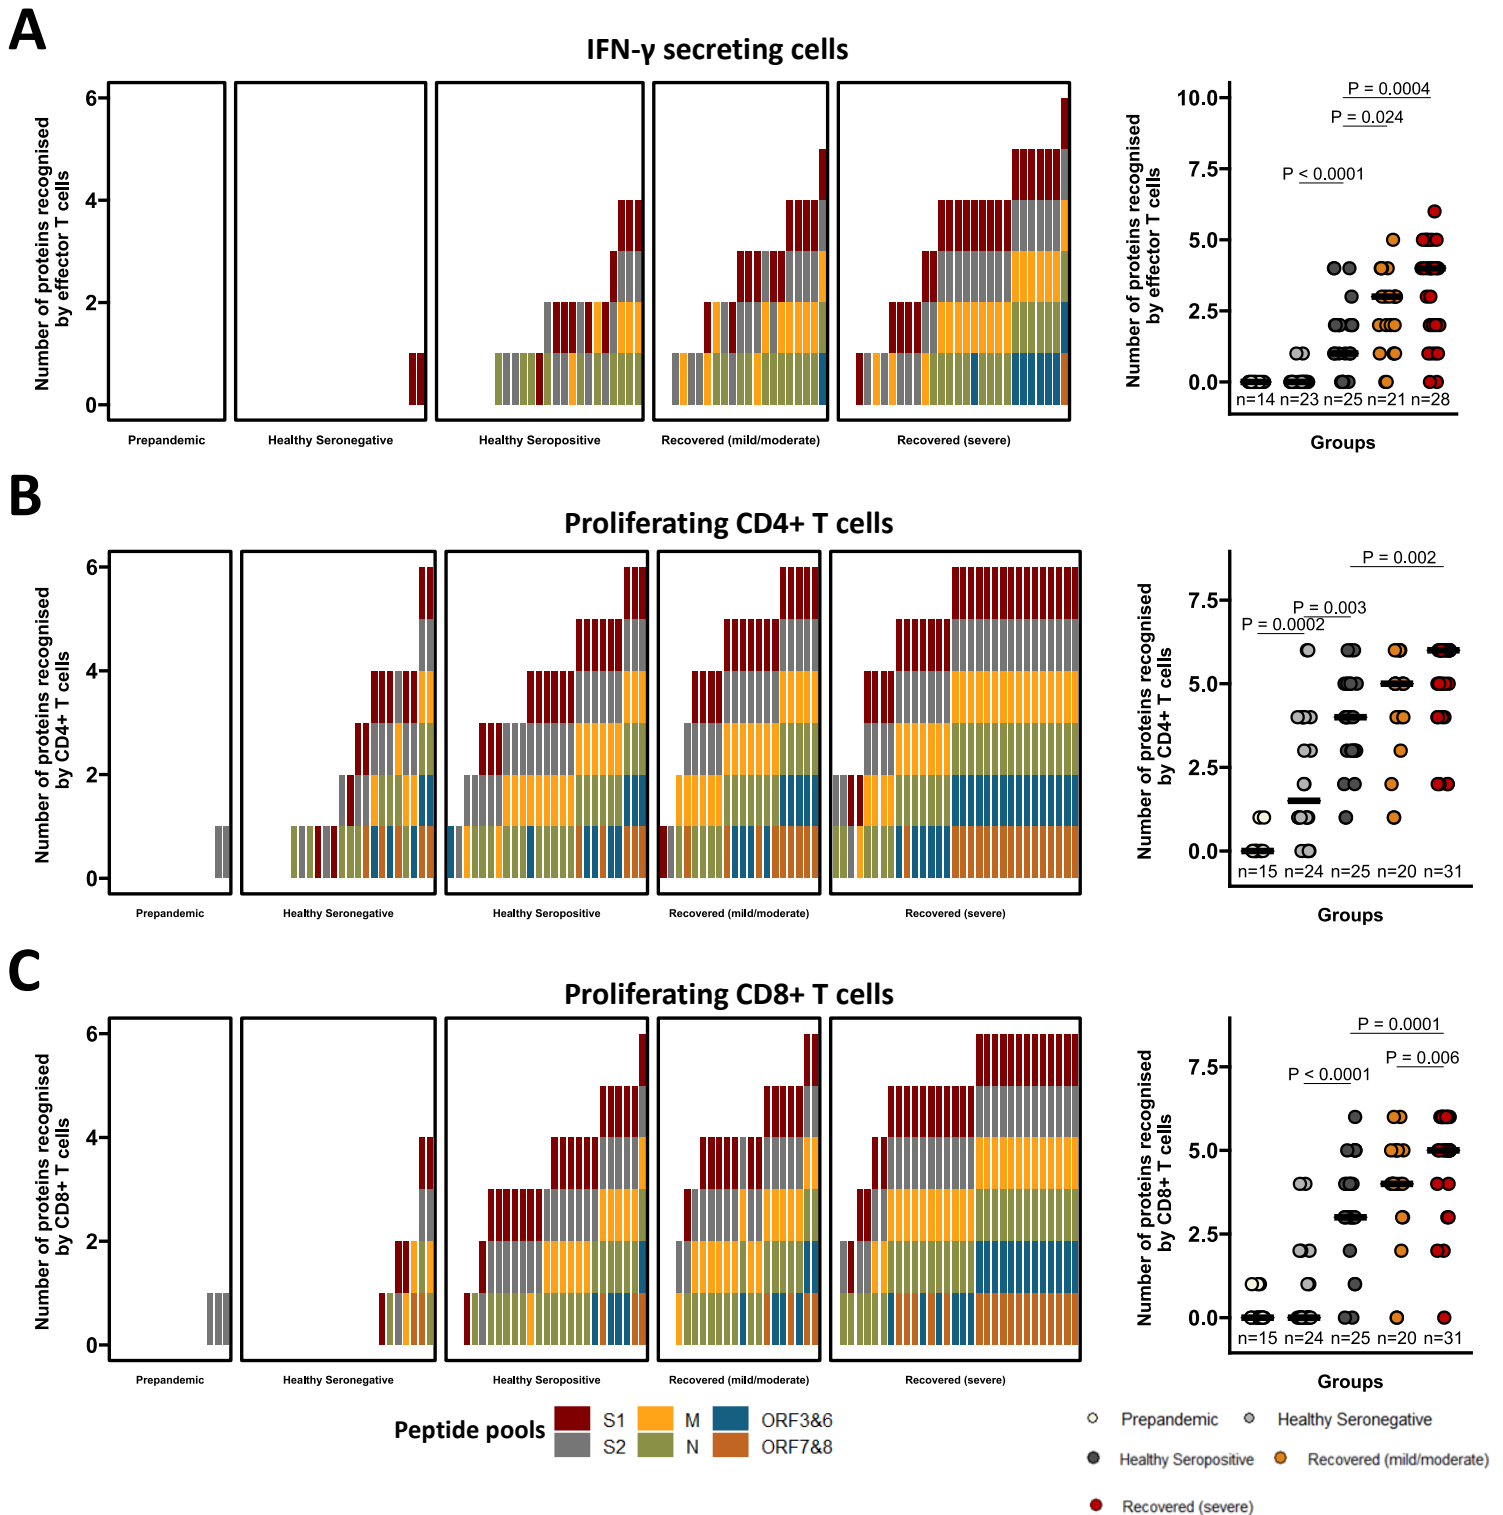 A
IFN-γ secreting cells
Number of proteins recognised
by effector T cells
6
4
2
0
Prepandemic
Healthy Seronegative
Healthy Seropositive
Recovered (mild/moderate)
Recovered (severe)
Number of proteins recognised
by effector T cells
10.0
7.5
5.0
2.5
0.0
P = 0.0004
P = 0.024
P < 0.0001
n=14 n=23 n=25 n=21 n=28
Groups
B
Proliferating CD4+ T cells
Number of proteins recognised
by CD4+ T cells
6
4
2
0
Prepandemic
Healthy Seronegative
Healthy Seropositive
Recovered (mild/moderate)
Recovered (severe)
Number of proteins recognised
by CD4+ T cells
7.5
5.0
2.5
0.0
P = 0.002
P = 0.003
P = 0.0002
n=15 n=24 n=25 n=20 n=31
Groups
C
Proliferating CD8+ T cells
Number of proteins recognised
by CD8+ T cells
6
4
2
0
Prepandemic
Healthy Seronegative
Healthy Seropositive
Recovered (mild/moderate)
Recovered (severe)
Number of proteins recognised
by CD8+ T cells
7.5
5.0
2.5
0.0
P = 0.0001
P = 0.006
P < 0.0001
n=15 n=24 n=25 n=20 n=31
Groups
Peptide pools
S1 M ORF3&6
S2 N ORF7&8
Prepandemic Healthy Seronegative
Healthy Seropositive Recovered (mild/moderate)
Recovered (severe)